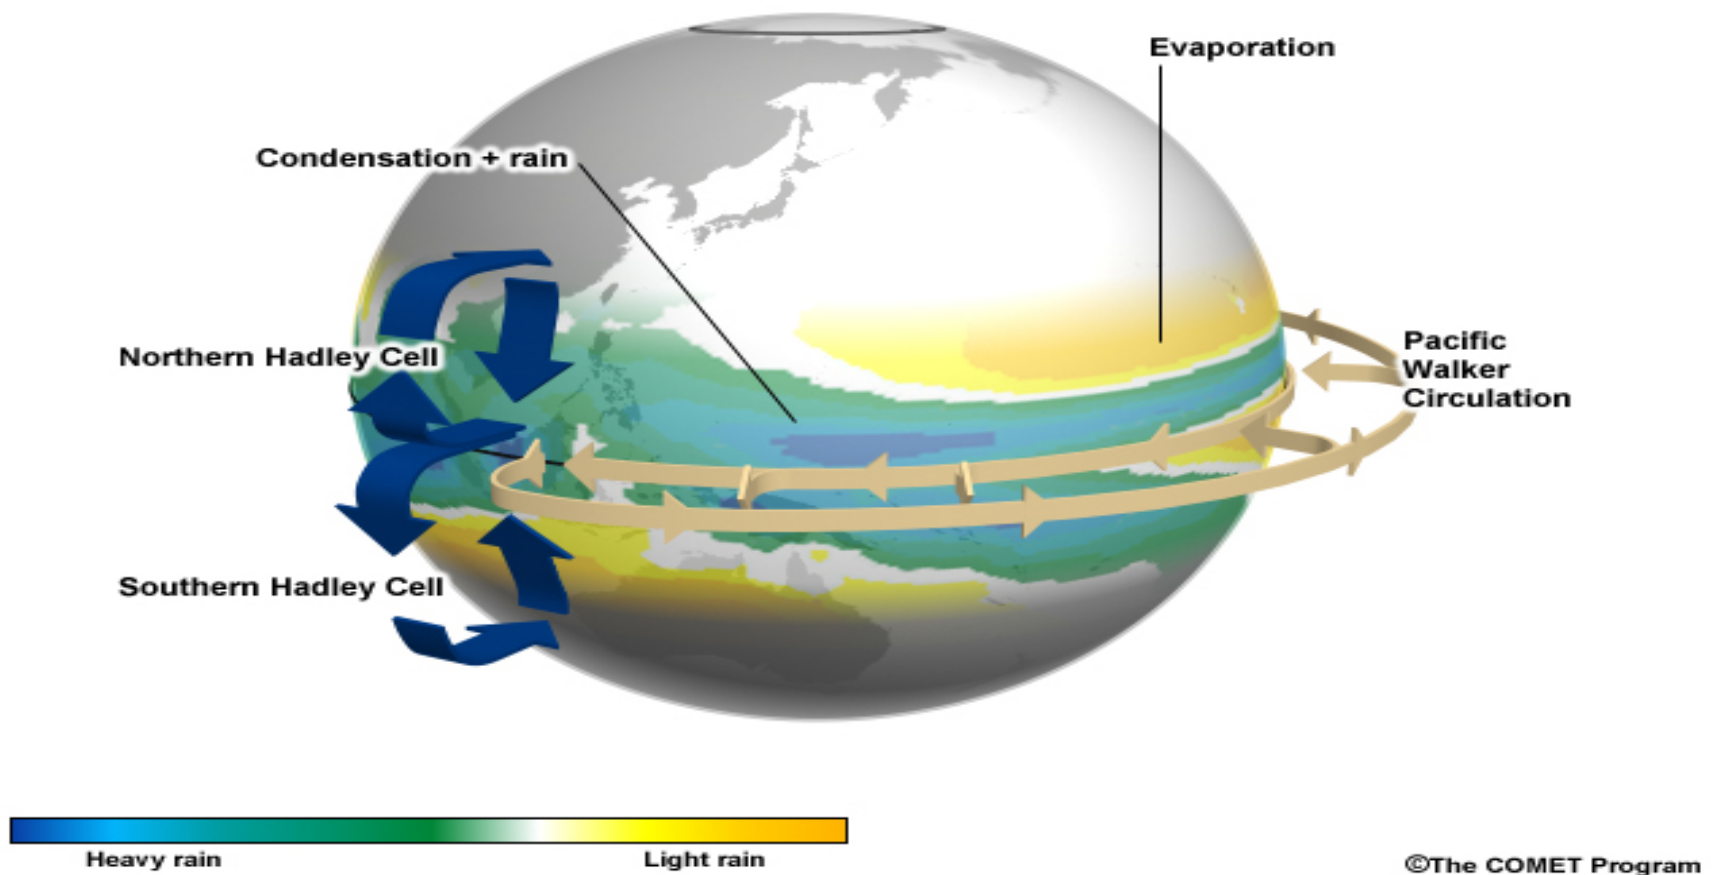 Evaporation
Condensation + rain
Northern Hadley Cell
Pacific
Walker
Circulation
Southern Hadley Cell
Heavy rain
Light rain
©The COMET Program